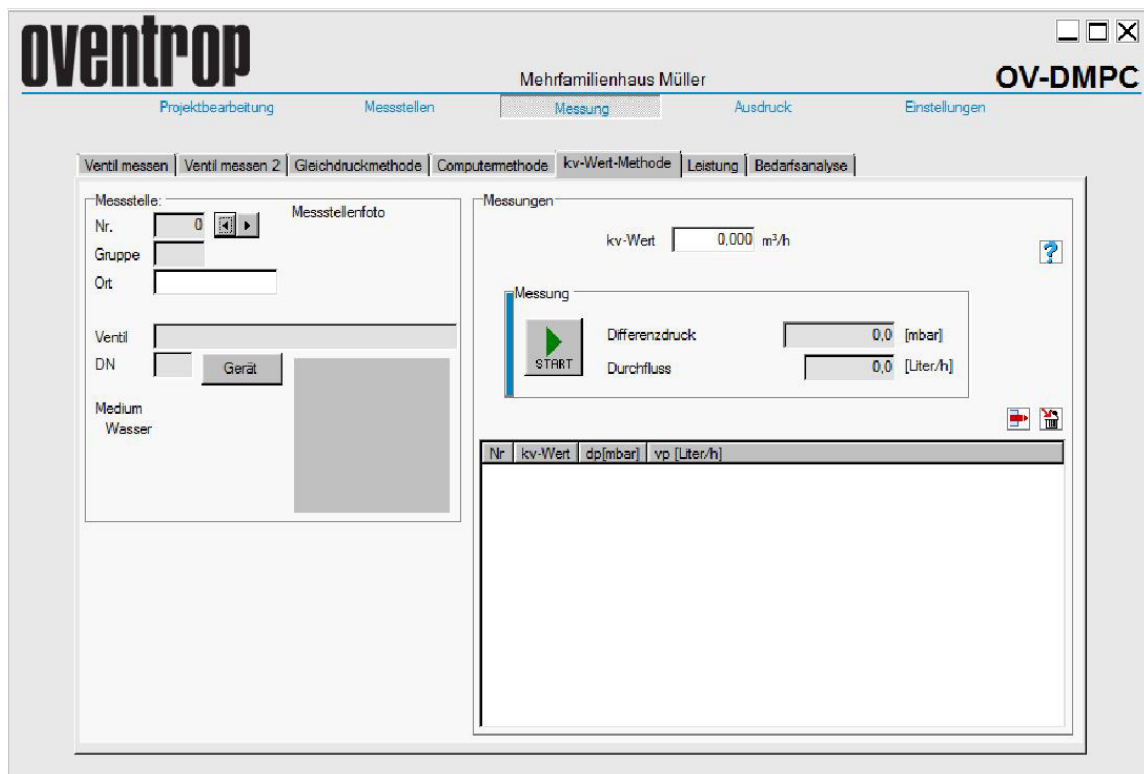 oventrop
Mehrfamilienhaus Müller
OV-DMPC
Projektbearbeitung Messstellen Messung Ausdruck Einstellungen
Ventil messen Ventil messen 2 Gleichdruckmethode Computermethode kv-Wert-Methode Leistung Bedarfsanalyse
Messstelle:
Nr. 0
Messstellenfoto
Gruppe
Ort
Ventil
DN
Gerät
Medium
Wasser
Messungen
kv-Wert 0,000 m³/h
?
Messung
START
Differenzdruck 0,0 [mbar]
Durchfluss 0,0 [Liter/h]
Nr kv-Wert dp[mbar] vp [Liter/h]